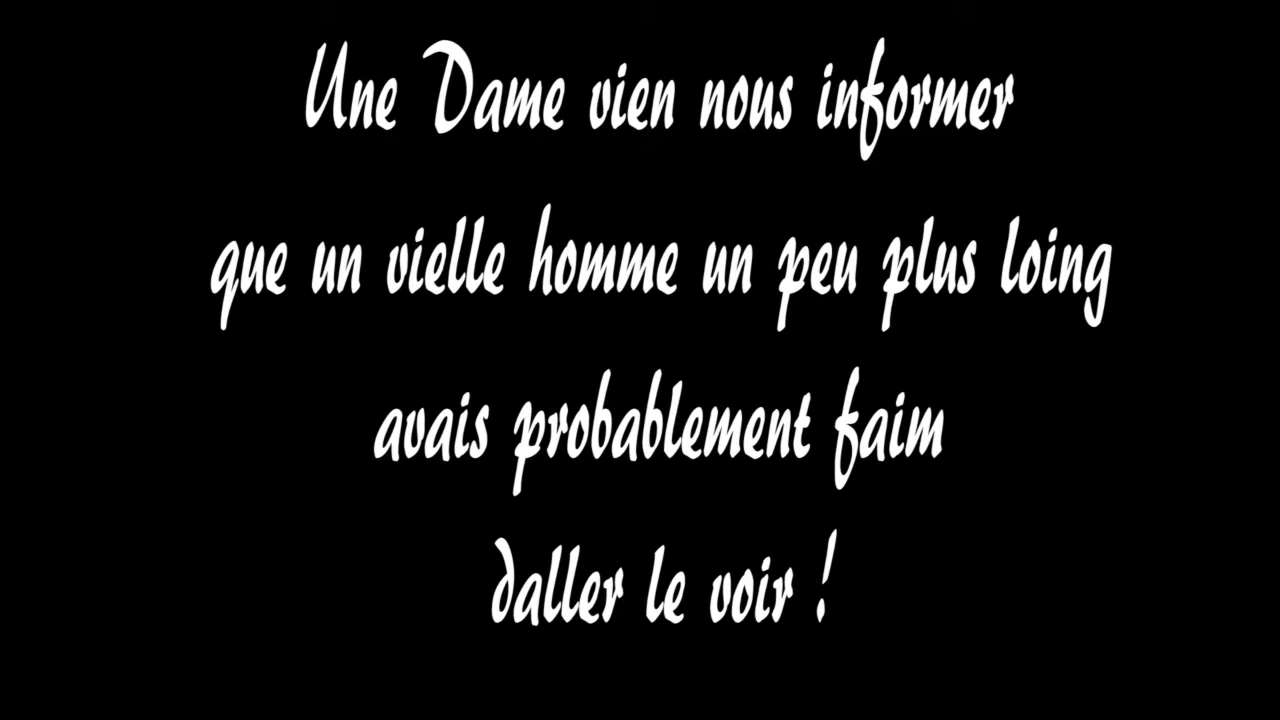 Une Dame vien nous informer
que un vielle homme un peu plus loing
avais probablement faim
daller le voir !